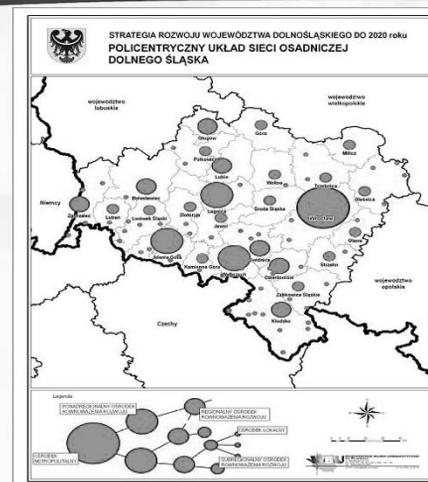 STRATEGIA ROZWOJU WOJEWÓDZTWA DOLNOŚLĄSKIEGO DO 2020 roku
POLICENTRYCZNY UKŁAD SIECI OSADNICZEJ
DOLNEGO ŚLĄSKA
województwo
lubuskie
województwo
wielkopolskie
Głogów
Góra
Milicz
Polkowice
Lubin
Wołów
Trzebnica
Niemcy
Zgorzelec
Bolesławiec
Oleśnica
Lubań
Lwówek Śląski
Złotoryja
Legnica
Środa Śląska
Wrocław
Jawor
Oława
Jelenia Góra
Kamienna Góra
Wałbrzych
Świdnica
Dzierżoniów
Strzelin
Ząbkowice Śląskie
województwo
opolskie
Kłodzko
Czechy
Legenda
PONADREGIONALNY OŚRODEK
RÓWNOWAŻENIA ROZWOJU
REGIONALNY OŚRODEK
RÓWNOWAŻENIA ROZWOJU
OŚRODEK LOKALNY
OŚRODEK
METROPOLITALNY
SUBREGIONALNY OŚRODEK
RÓWNOWAŻENIA ROZWOJU